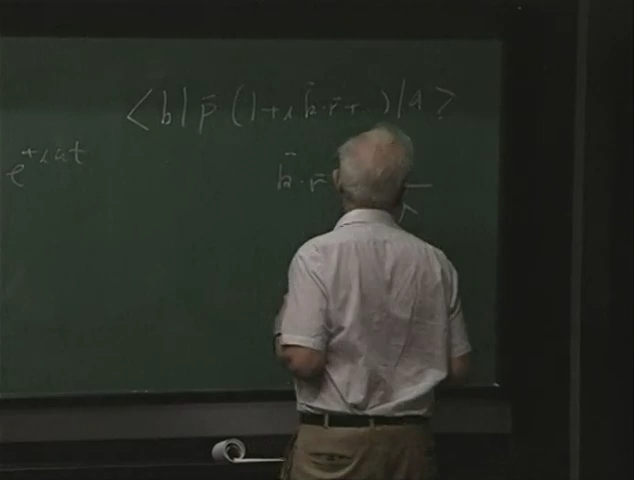 <b| p̄ (1+i k̄·r̄+...)|a>
e^{+iωt}
k̄·r̄
λ